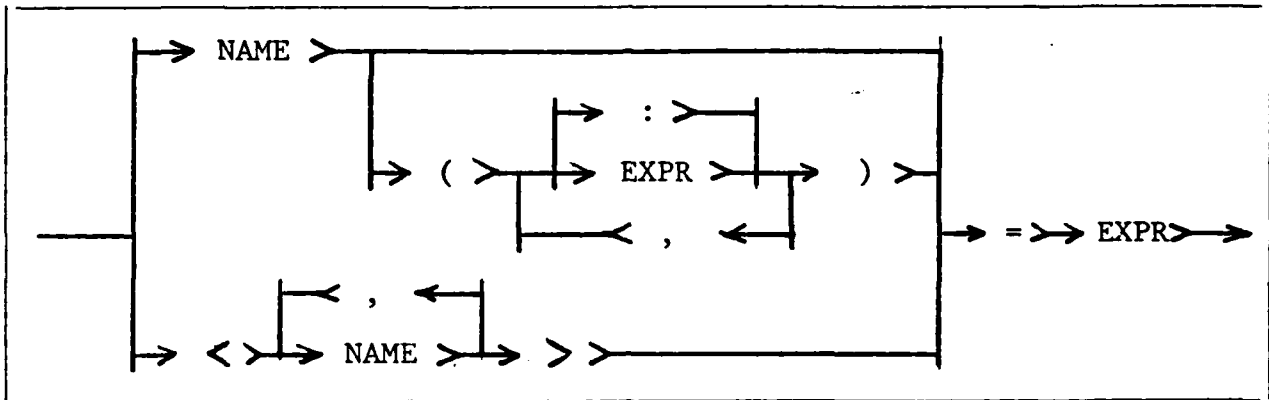 NAME
:
( EXPR )
,
= EXPR
,
< NAME >